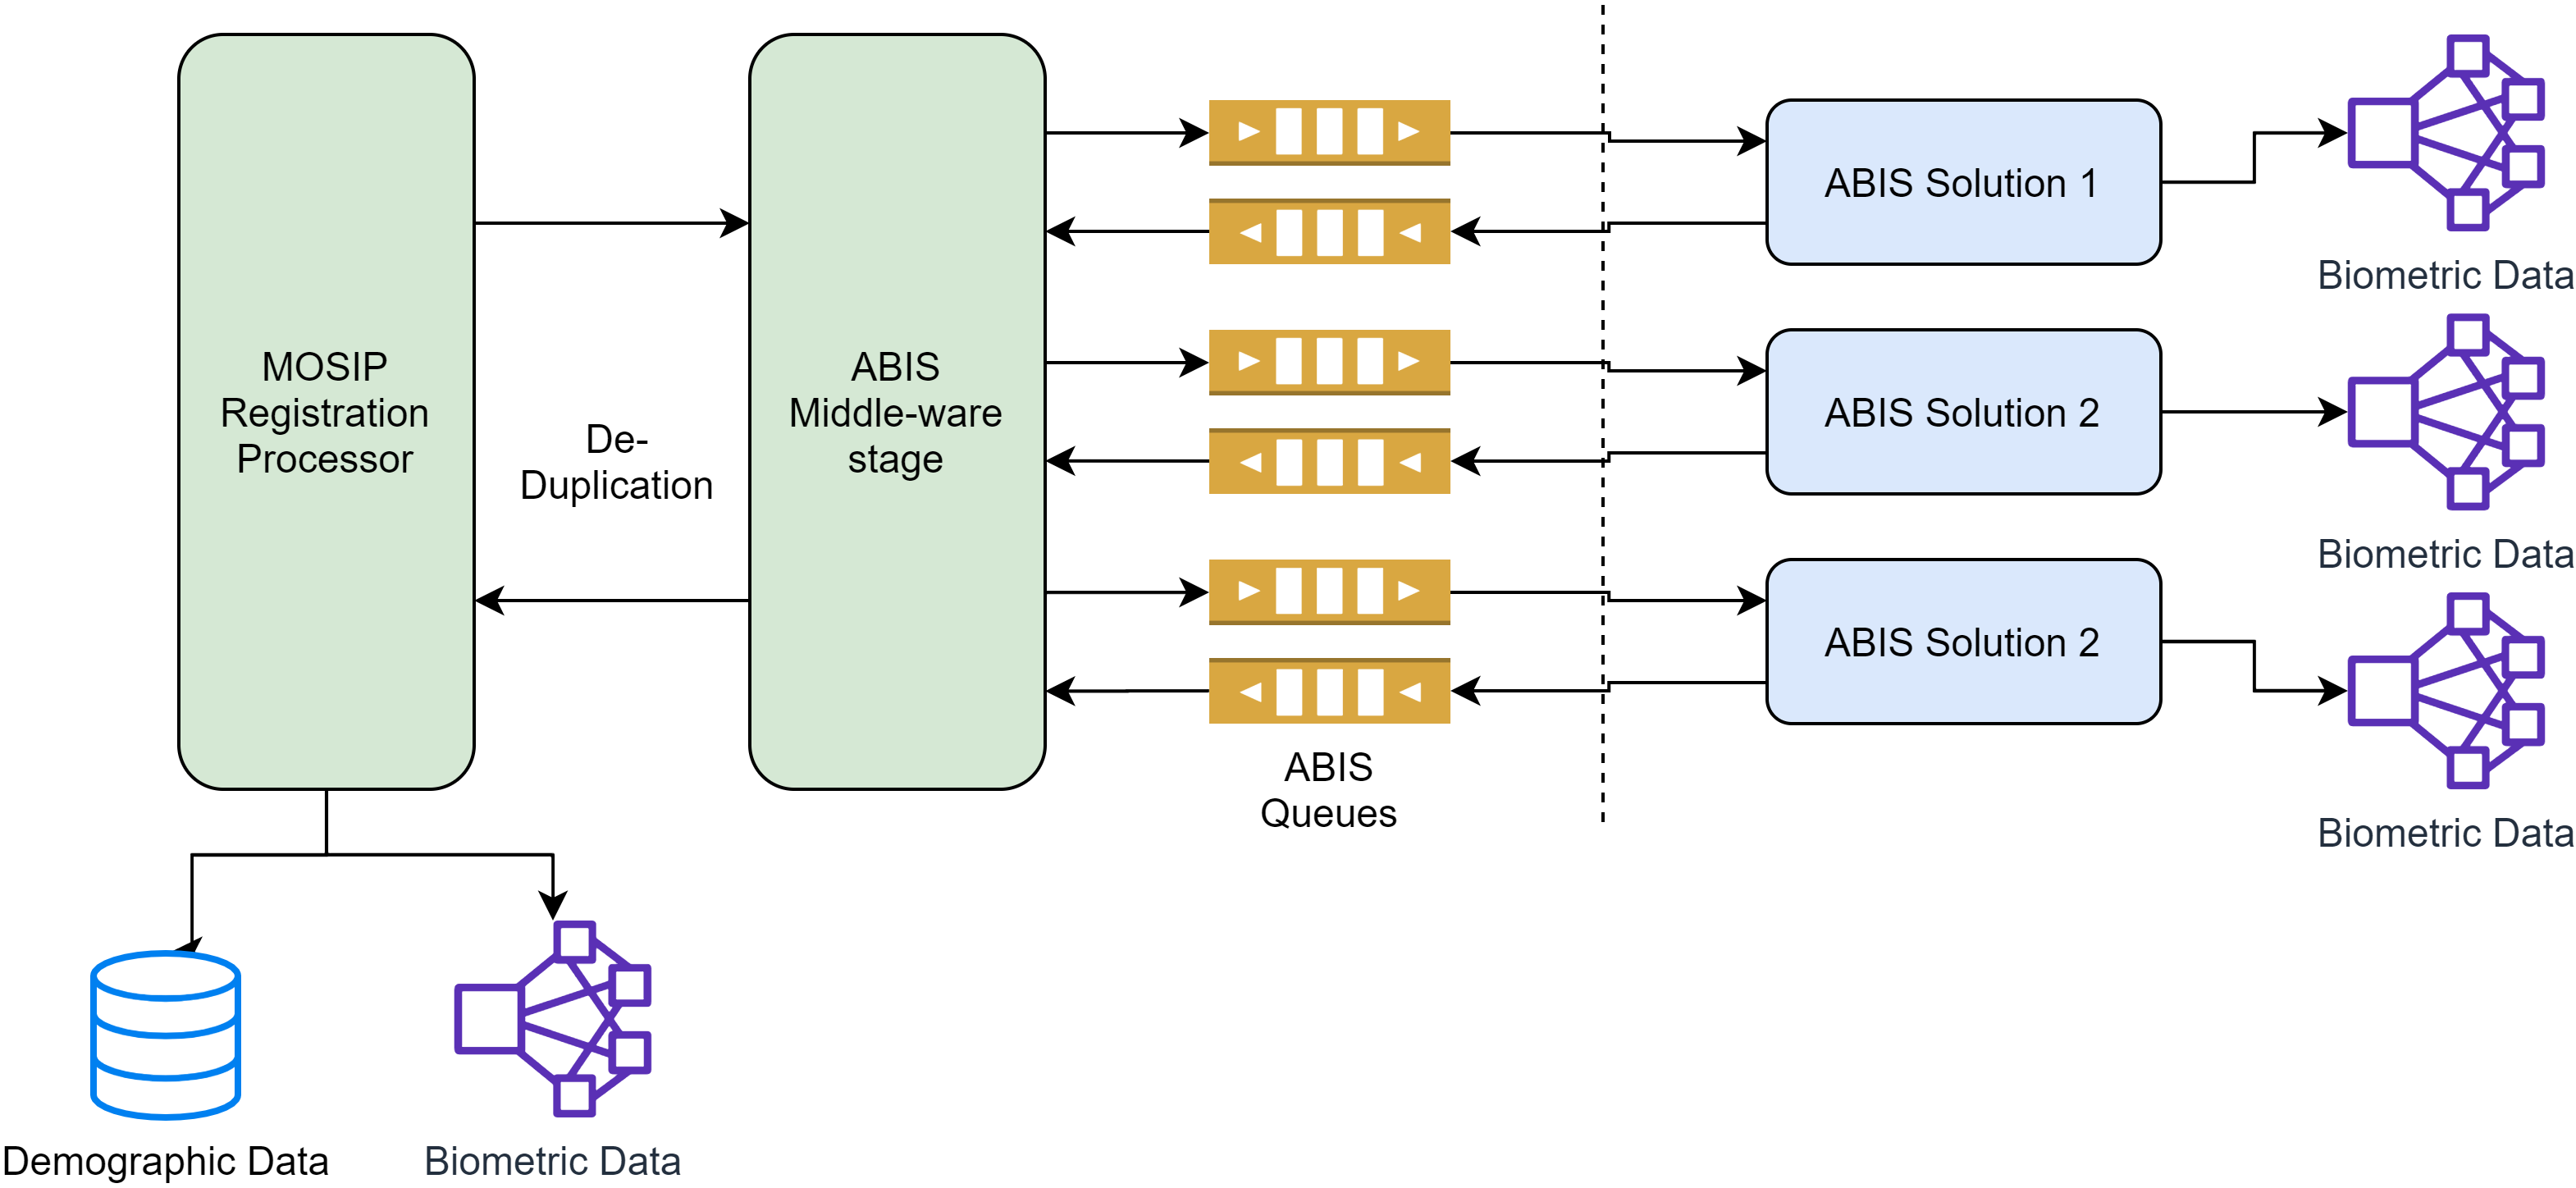 MOSIP
Registration
Processor
De-
Duplication
ABIS
Middle-ware
stage
ABIS
Queues
ABIS Solution 1
ABIS Solution 2
ABIS Solution 2
Biometric Data
Biometric Data
Biometric Data
Demographic Data
Biometric Data